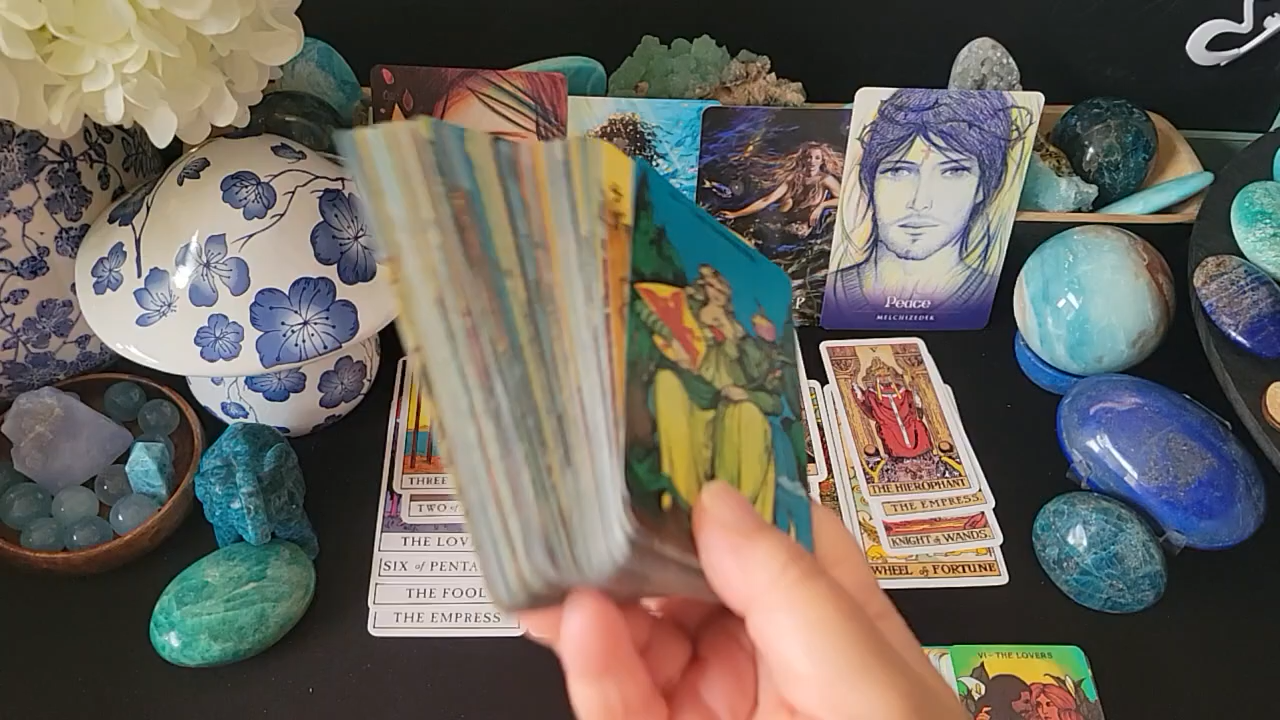 Peace
MELCHIZEDEK
P
V
THREE
TWO of
THE LOV
SIX of PENTA
THE FOOL
THE EMPRESS
THE HIEROPHANT
THE EMPRESS
KNIGHT of WANDS
WHEEL of FORTUNE
VI - THE LOVERS